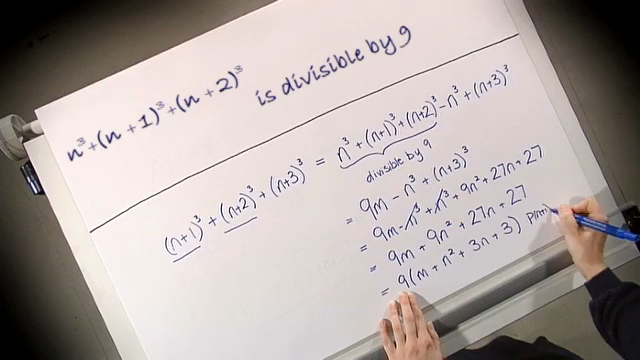 n³+(n+1)³+(n+2)³ is divisible by 9
(n+1)³ + (n+2)³ + (n+3)³ = n³ + (n+1)³ + (n+2)³ - n³ + (n+3)³
divisible by 9
= 9m - n³ + (n+3)³
= 9m - n³ + n³ + 9n² + 27n + 27
= 9m + 9n² + 27n + 27
= 9(m + n² + 3n + 3)